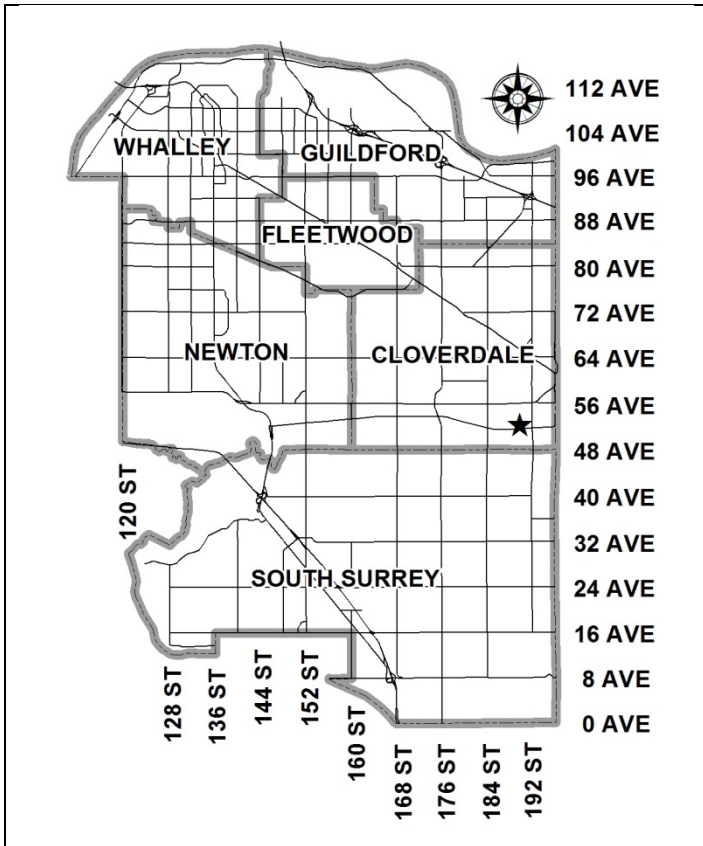 112 AVE
104 AVE
WHALLEY
GUILDFORD
96 AVE
88 AVE
FLEETWOOD
80 AVE
72 AVE
NEWTON
CLOVERDALE
64 AVE
56 AVE
48 AVE
120 ST
40 AVE
32 AVE
SOUTH SURREY
24 AVE
16 AVE
8 AVE
0 AVE
128 ST
136 ST
144 ST
152 ST
160 ST
168 ST
176 ST
184 ST
192 ST